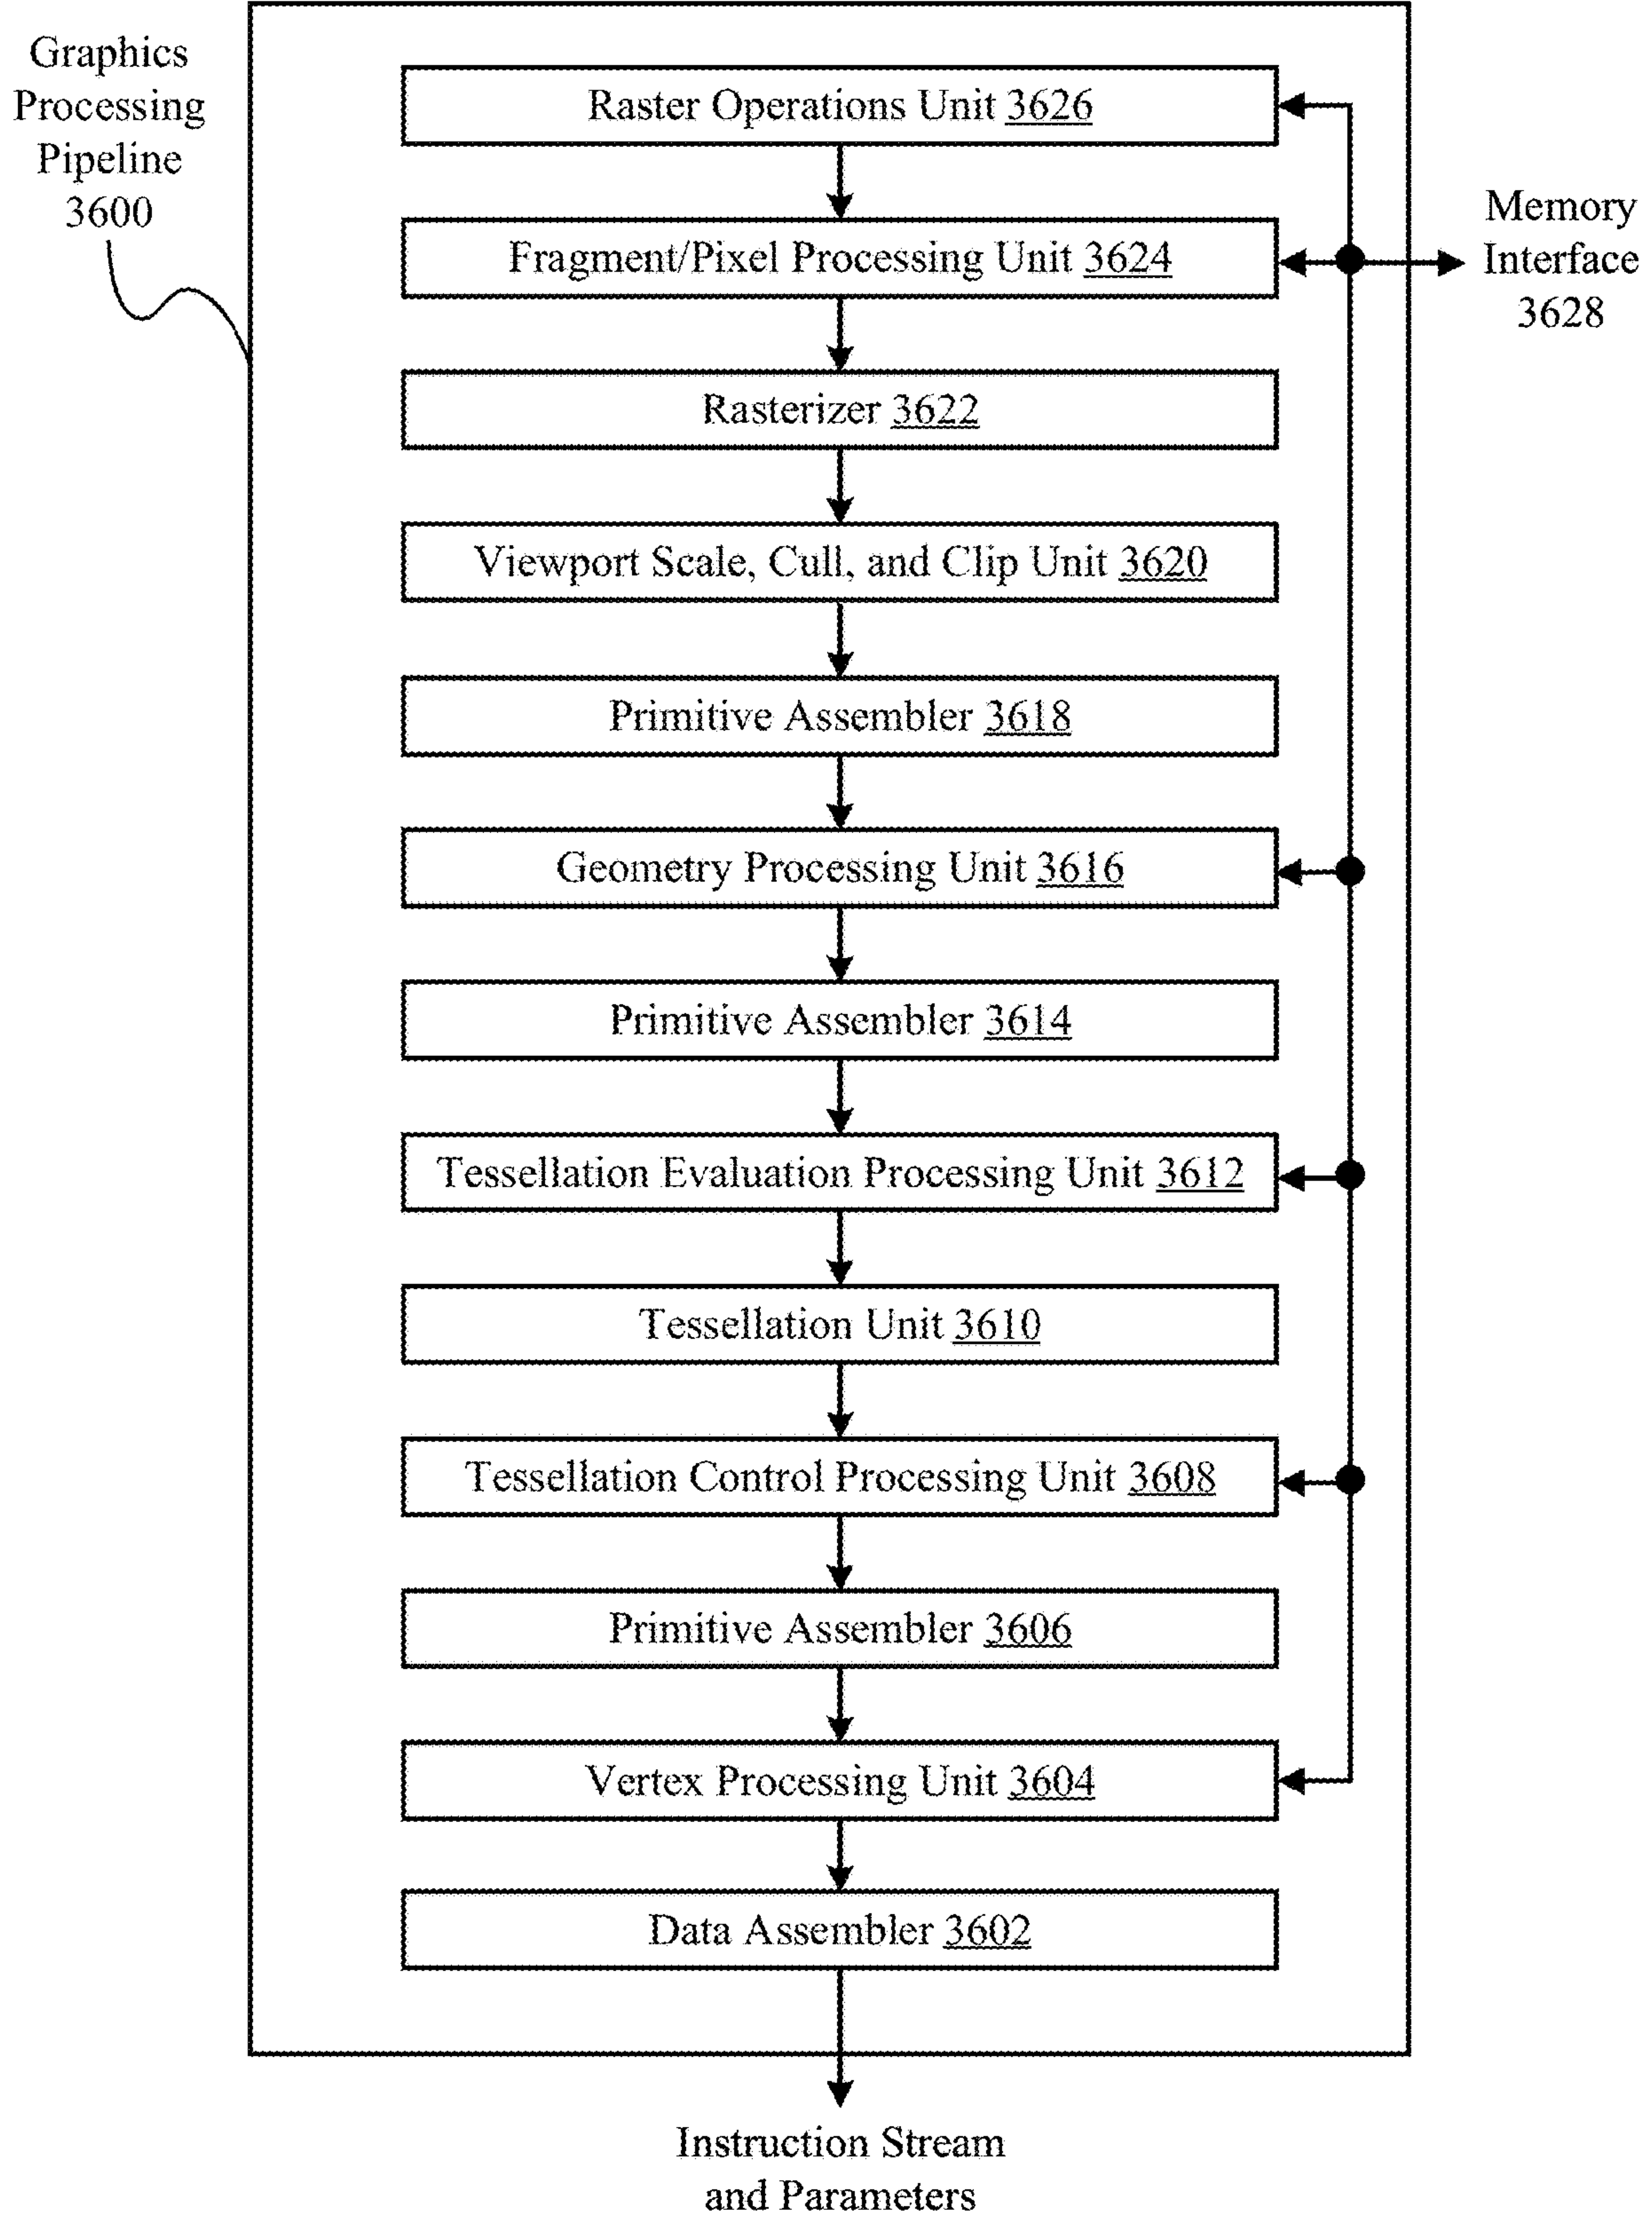 Graphics
Processing
Pipeline
3600
Raster Operations Unit 3626
Fragment/Pixel Processing Unit 3624
Memory
Interface
3628
Rasterizer 3622
Viewport Scale, Cull, and Clip Unit 3620
Primitive Assembler 3618
Geometry Processing Unit 3616
Primitive Assembler 3614
Tessellation Evaluation Processing Unit 3612
Tessellation Unit 3610
Tessellation Control Processing Unit 3608
Primitive Assembler 3606
Vertex Processing Unit 3604
Data Assembler 3602
Instruction Stream
and Parameters